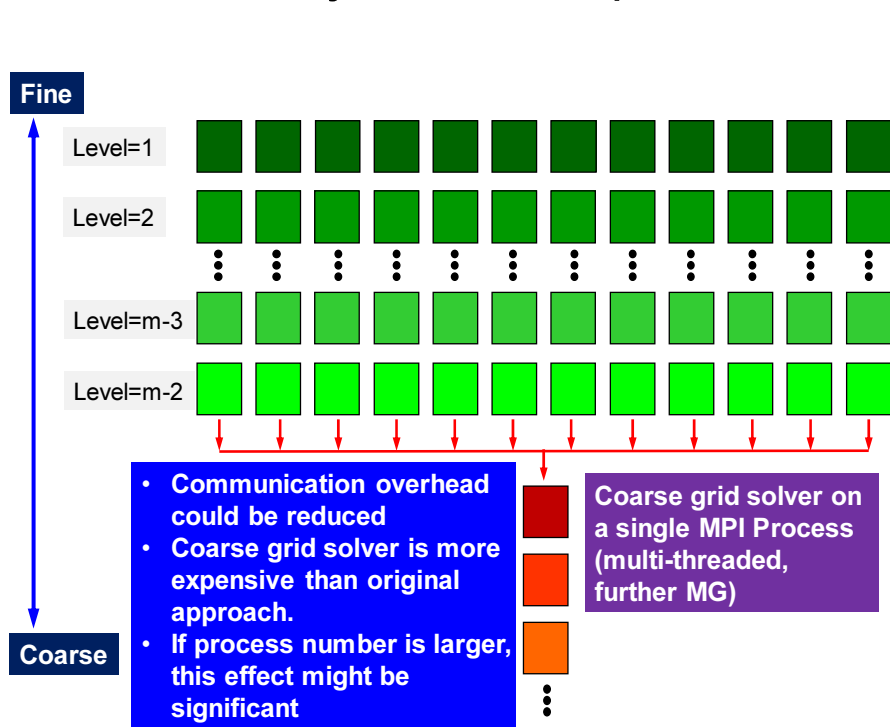 Fine
Level=1
Level=2
Level=m-3
Level=m-2
• Communication overhead
could be reduced
• Coarse grid solver is more
expensive than original
approach.
• If process number is larger,
this effect might be
significant
Coarse grid solver on
a single MPI Process
(multi-threaded,
further MG)
Coarse